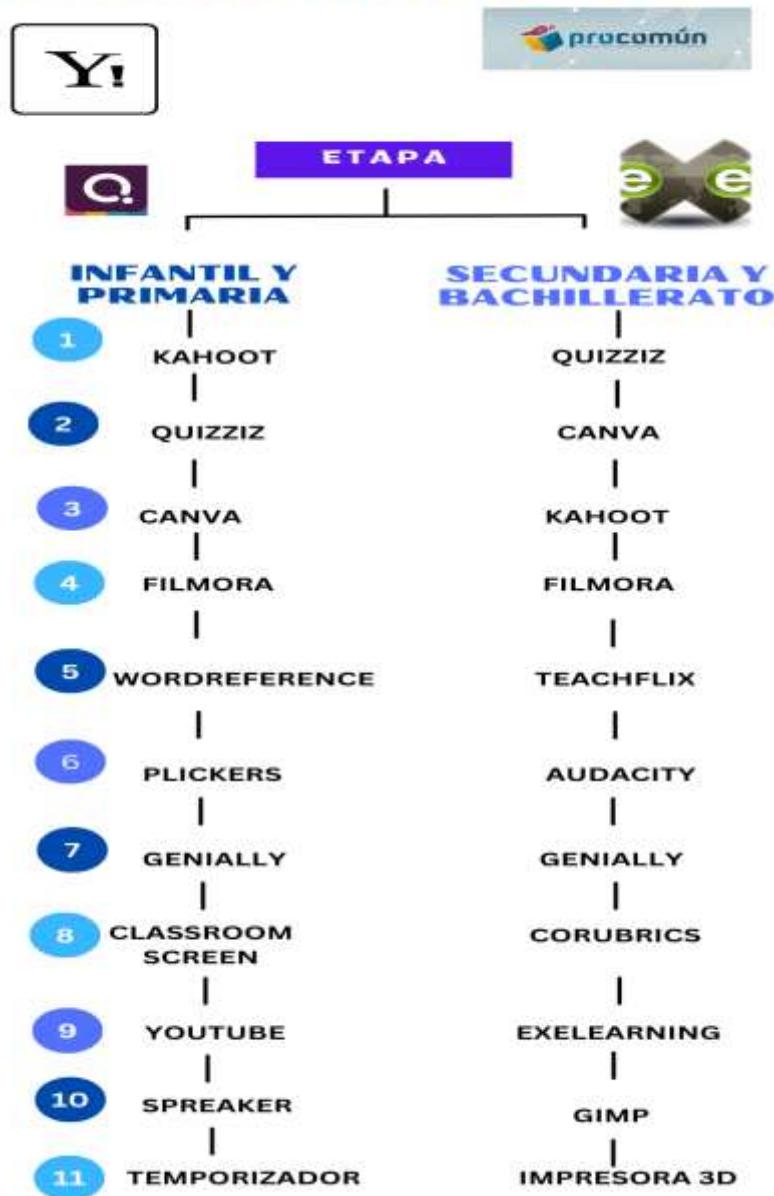 Y!
procomún
ETAPA
Q
e e
INFANTIL Y
PRIMARIA
SECUNDARIA Y
BACHILLERATO
1
KAHOOT
QUIZZIZ
2
QUIZZIZ
CANVA
3
CANVA
KAHOOT
4
FILMORA
FILMORA
5
WORDREFERENCE
TEACHFLIX
6
PLICKERS
AUDACITY
7
GENIALLY
GENIALLY
8
CLASSROOM
SCREEN
CORUBRICS
9
YOUTUBE
EXELEARNING
10
SPREAKER
GIMP
11
TEMPORIZADOR
IMPRESORA 3D